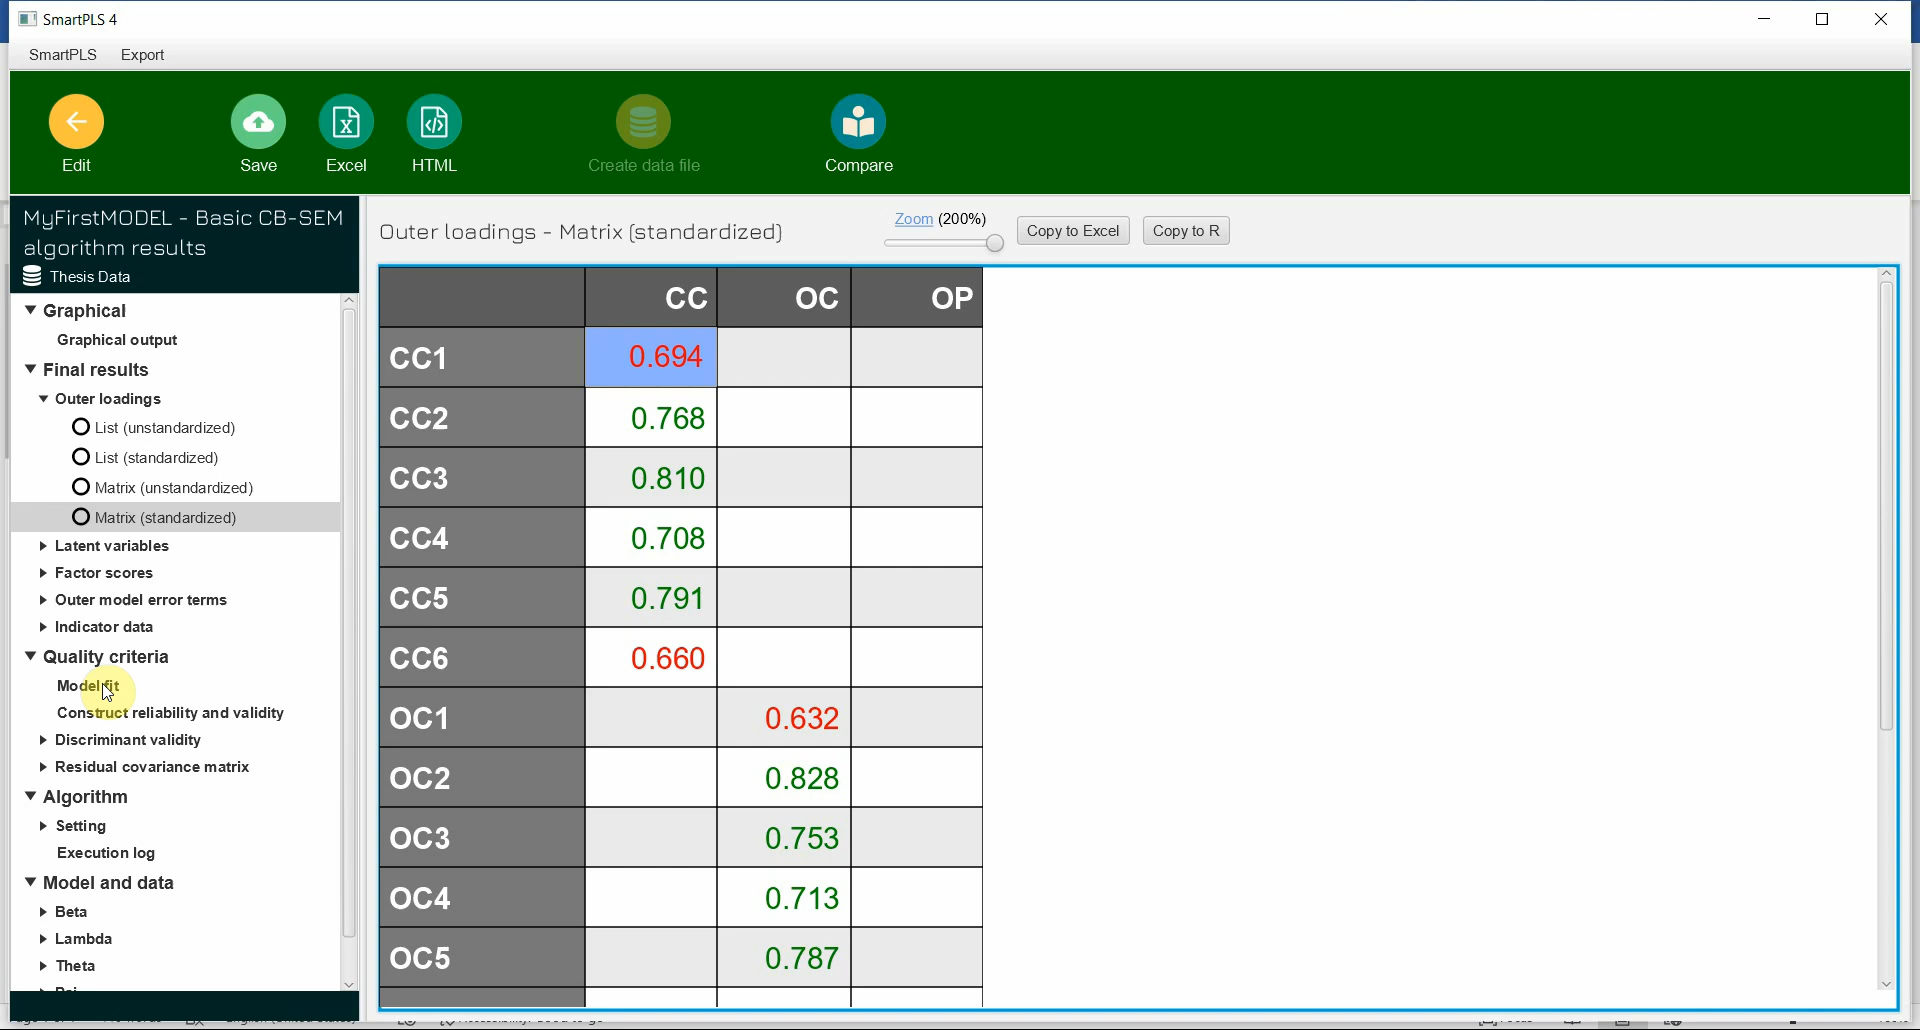 SmartPLS 4
SmartPLS Export
Edit Save Excel HTML Create data file Compare
MyFirstMODEL - Basic CB-SEM
algorithm results
Thesis Data
Graphical
Graphical output
Final results
Outer loadings
List (unstandardized)
List (standardized)
Matrix (unstandardized)
Matrix (standardized)
Latent variables
Factor scores
Outer model error terms
Indicator data
Quality criteria
Model fit
Construct reliability and validity
Discriminant validity
Residual covariance matrix
Algorithm
Setting
Execution log
Model and data
Beta
Lambda
Theta
Outer loadings - Matrix (standardized)
Zoom (200%)
Copy to Excel Copy to R
CC OC OP
CC1 0.694
CC2 0.768
CC3 0.810
CC4 0.708
CC5 0.791
CC6 0.660
OC1 0.632
OC2 0.828
OC3 0.753
OC4 0.713
OC5 0.787